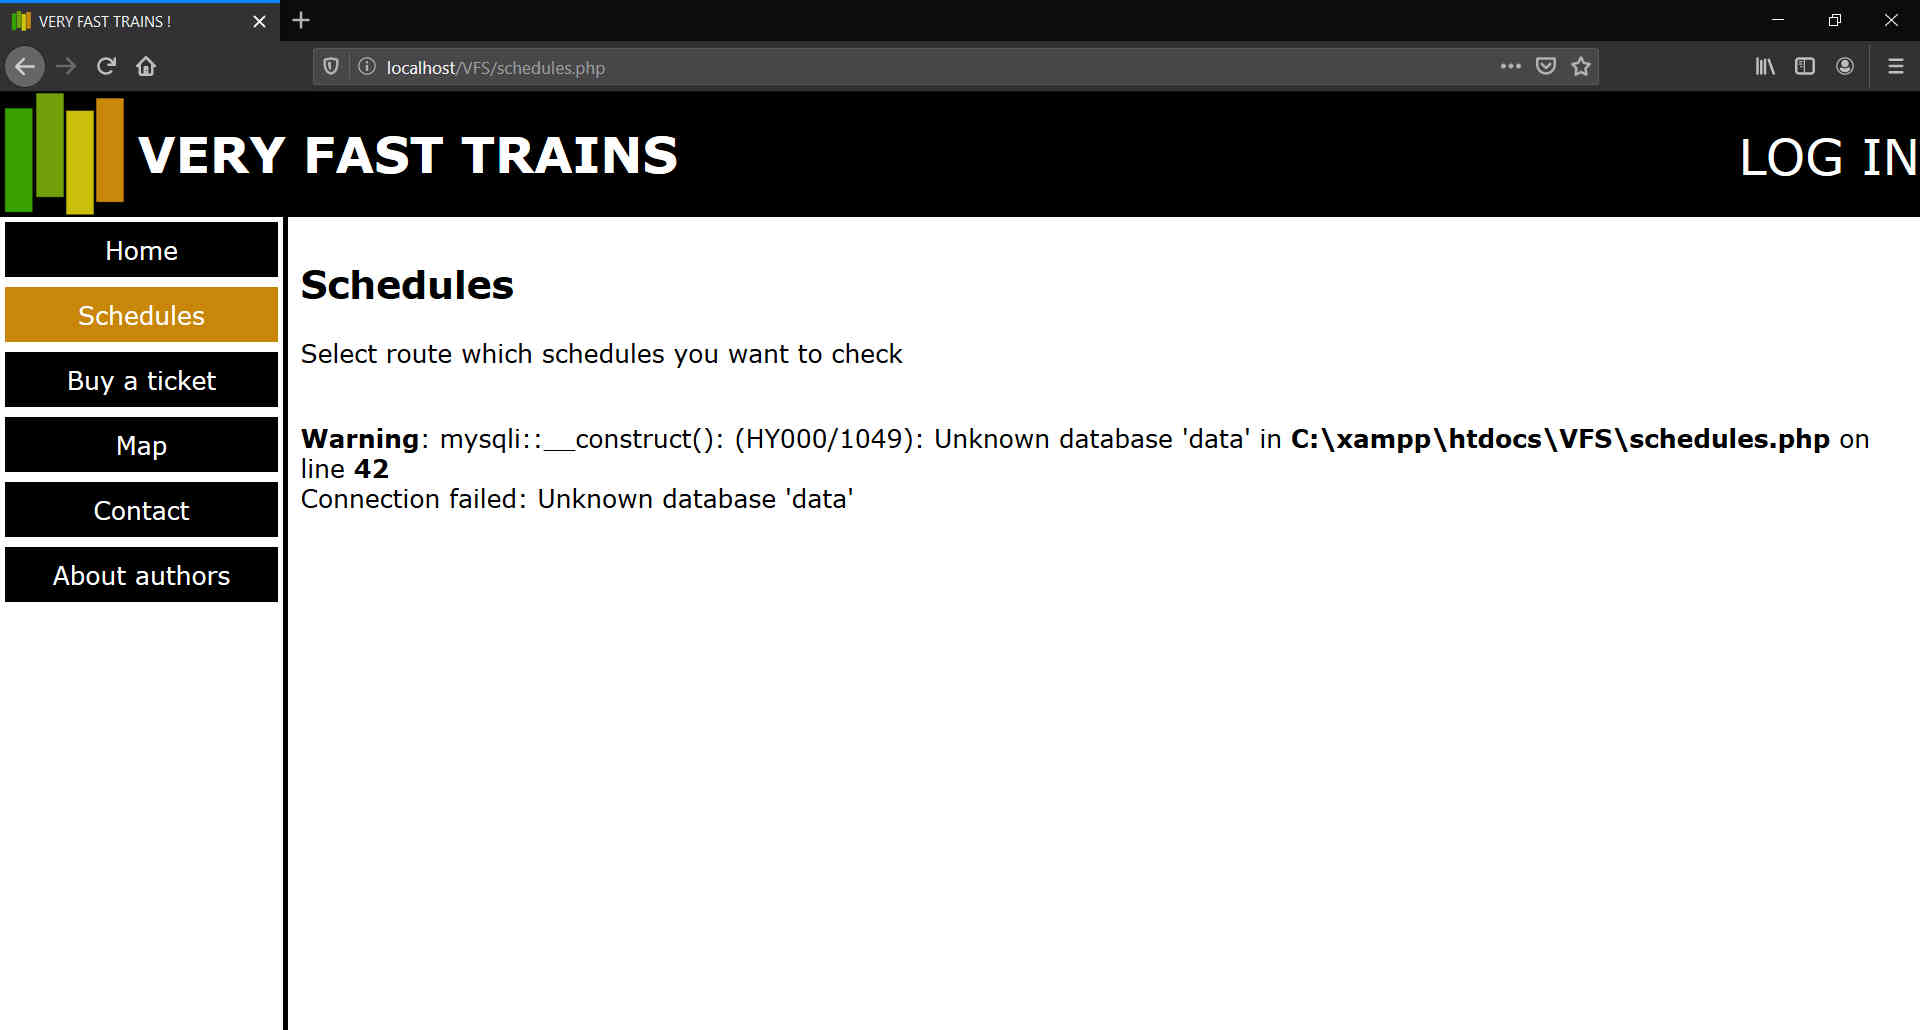 VERY FAST TRAINS !
localhost/VFS/schedules.php
VERY FAST TRAINS
LOG IN
Home
Schedules
Buy a ticket
Map
Contact
About authors
Schedules
Select route which schedules you want to check
Warning: mysqli::__construct(): (HY000/1049): Unknown database 'data' in C:\xampp\htdocs\VFS\schedules.php on
line 42
Connection failed: Unknown database 'data'